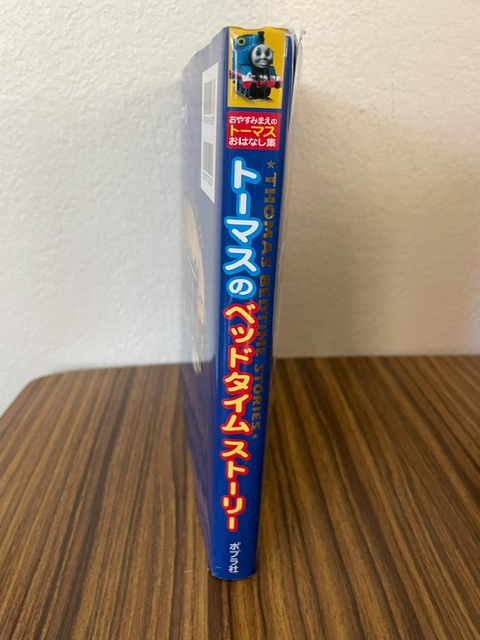 おやすみまえの
トーマス
おはなし集
トーマスのベッドタイムストーリー
★THOMAS BEDTIME STORIES★
ポプラ社